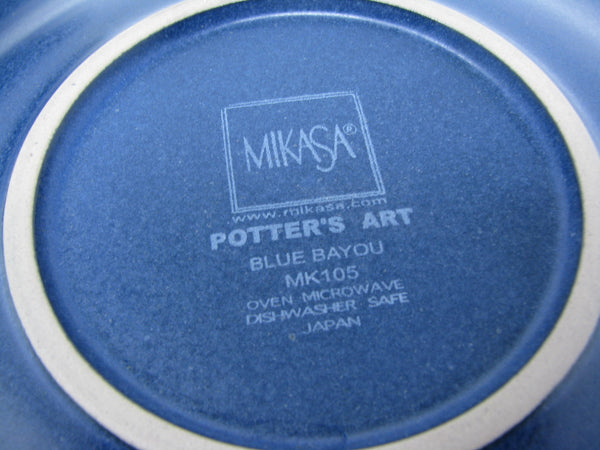 MIKASA®
www.mikasa.com
POTTER'S ART
BLUE BAYOU
MK105
OVEN MICROWAVE
DISHWASHER SAFE
JAPAN